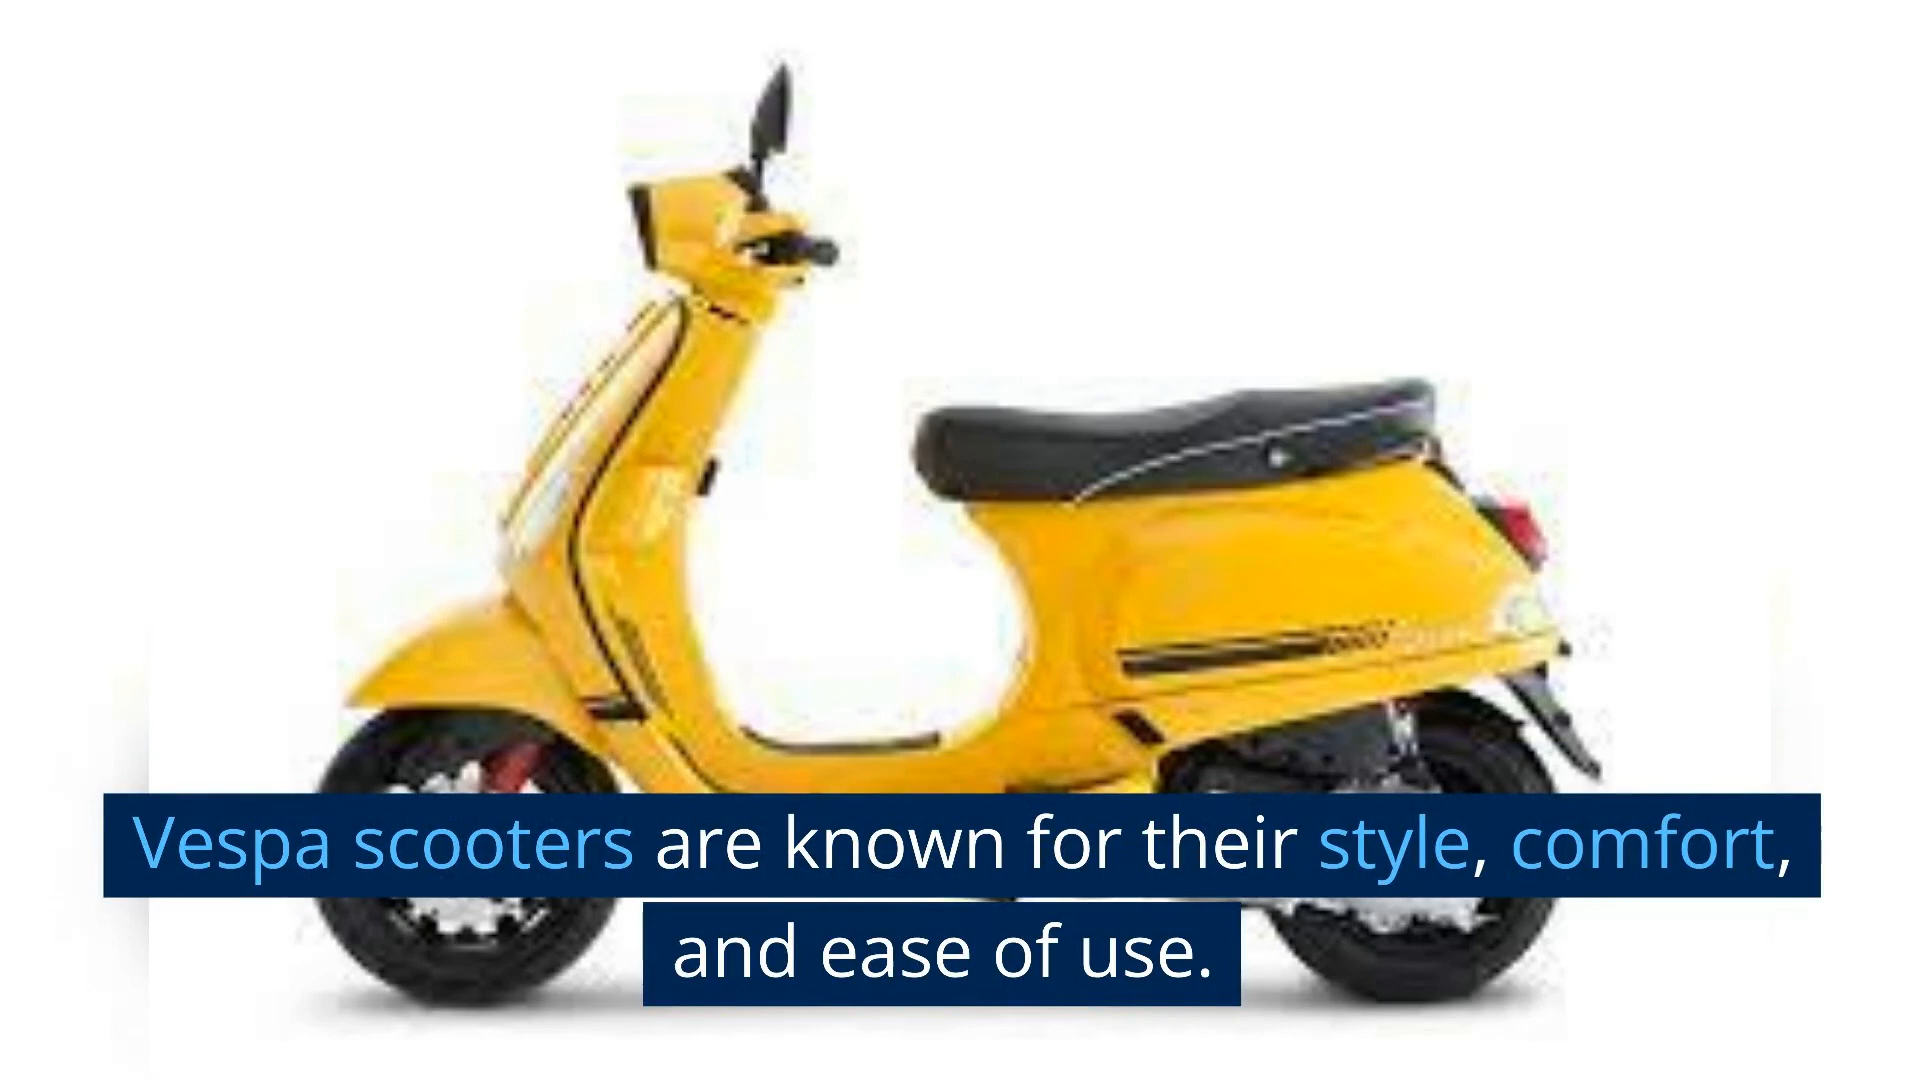 Vespa scooters are known for their style, comfort,
and ease of use.